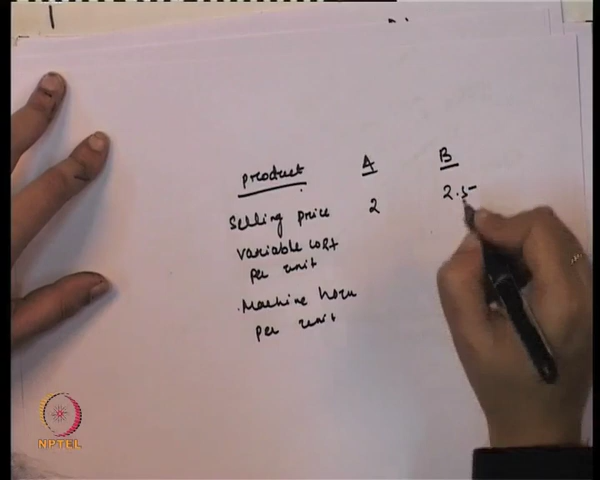 product A B
selling price 2 2.5
variable cost
per unit
Machine hour
per unit
NPTEL